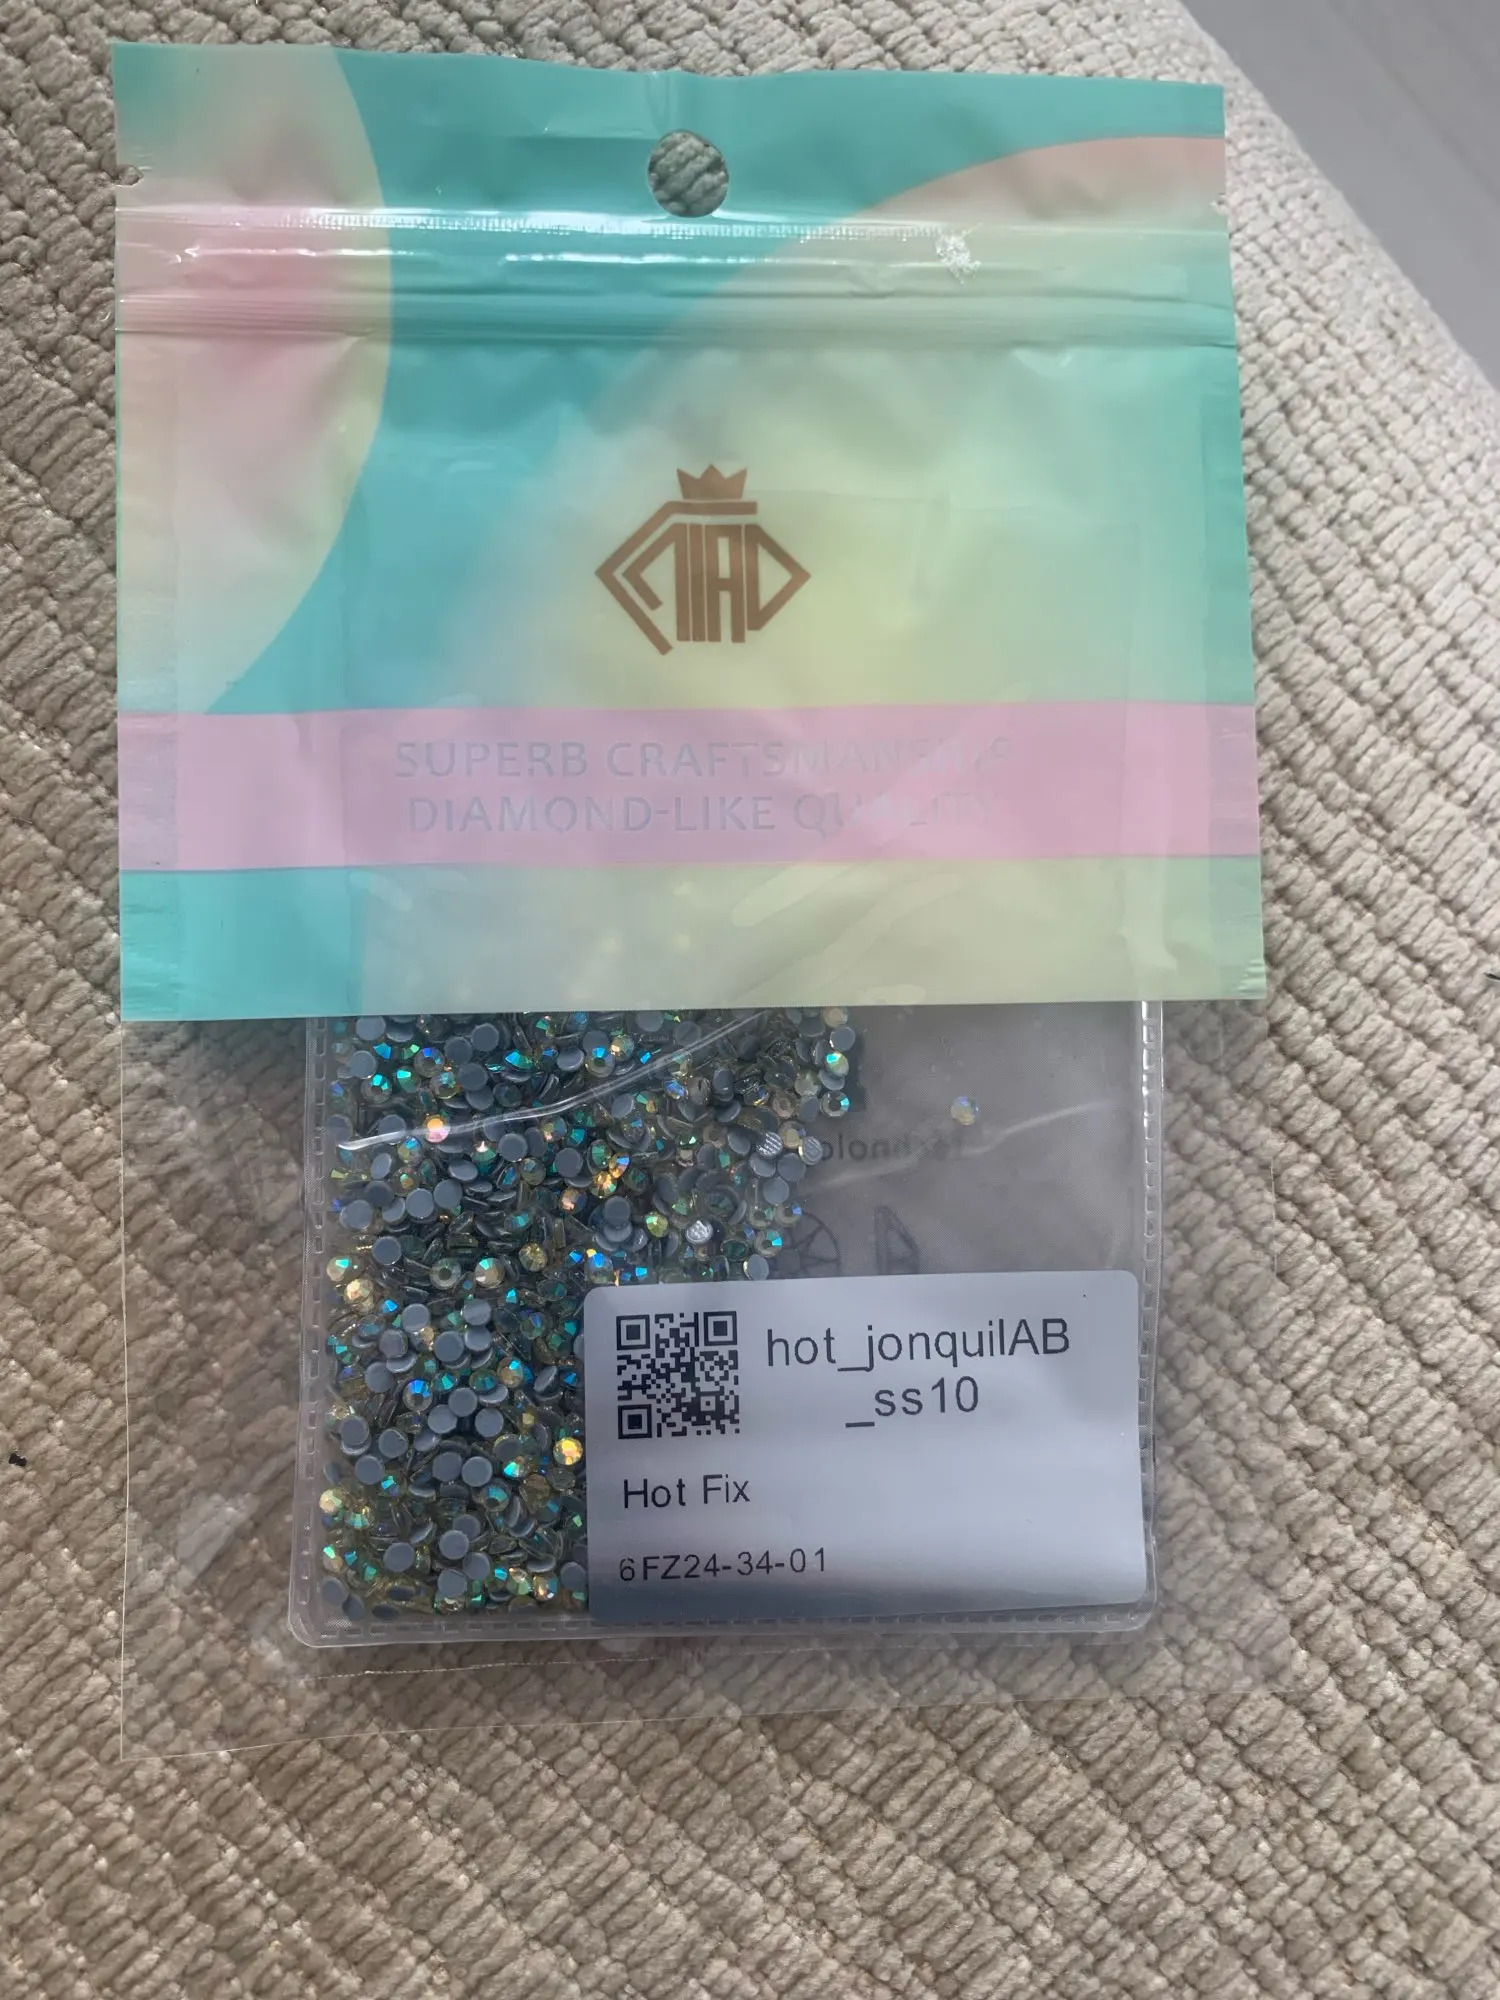 SUPERB CRAFTSMANSHIP
DIAMOND-LIKE QUALITY
hot_jonquilAB
_ss10
Hot Fix
6FZ24-34-01